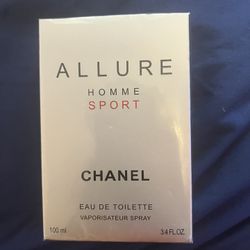 ALLURE
HOMME
SPORT
CHANEL
EAU DE TOILETTE
VAPORISATEUR SPRAY
100 ml 3.4 FL.OZ.